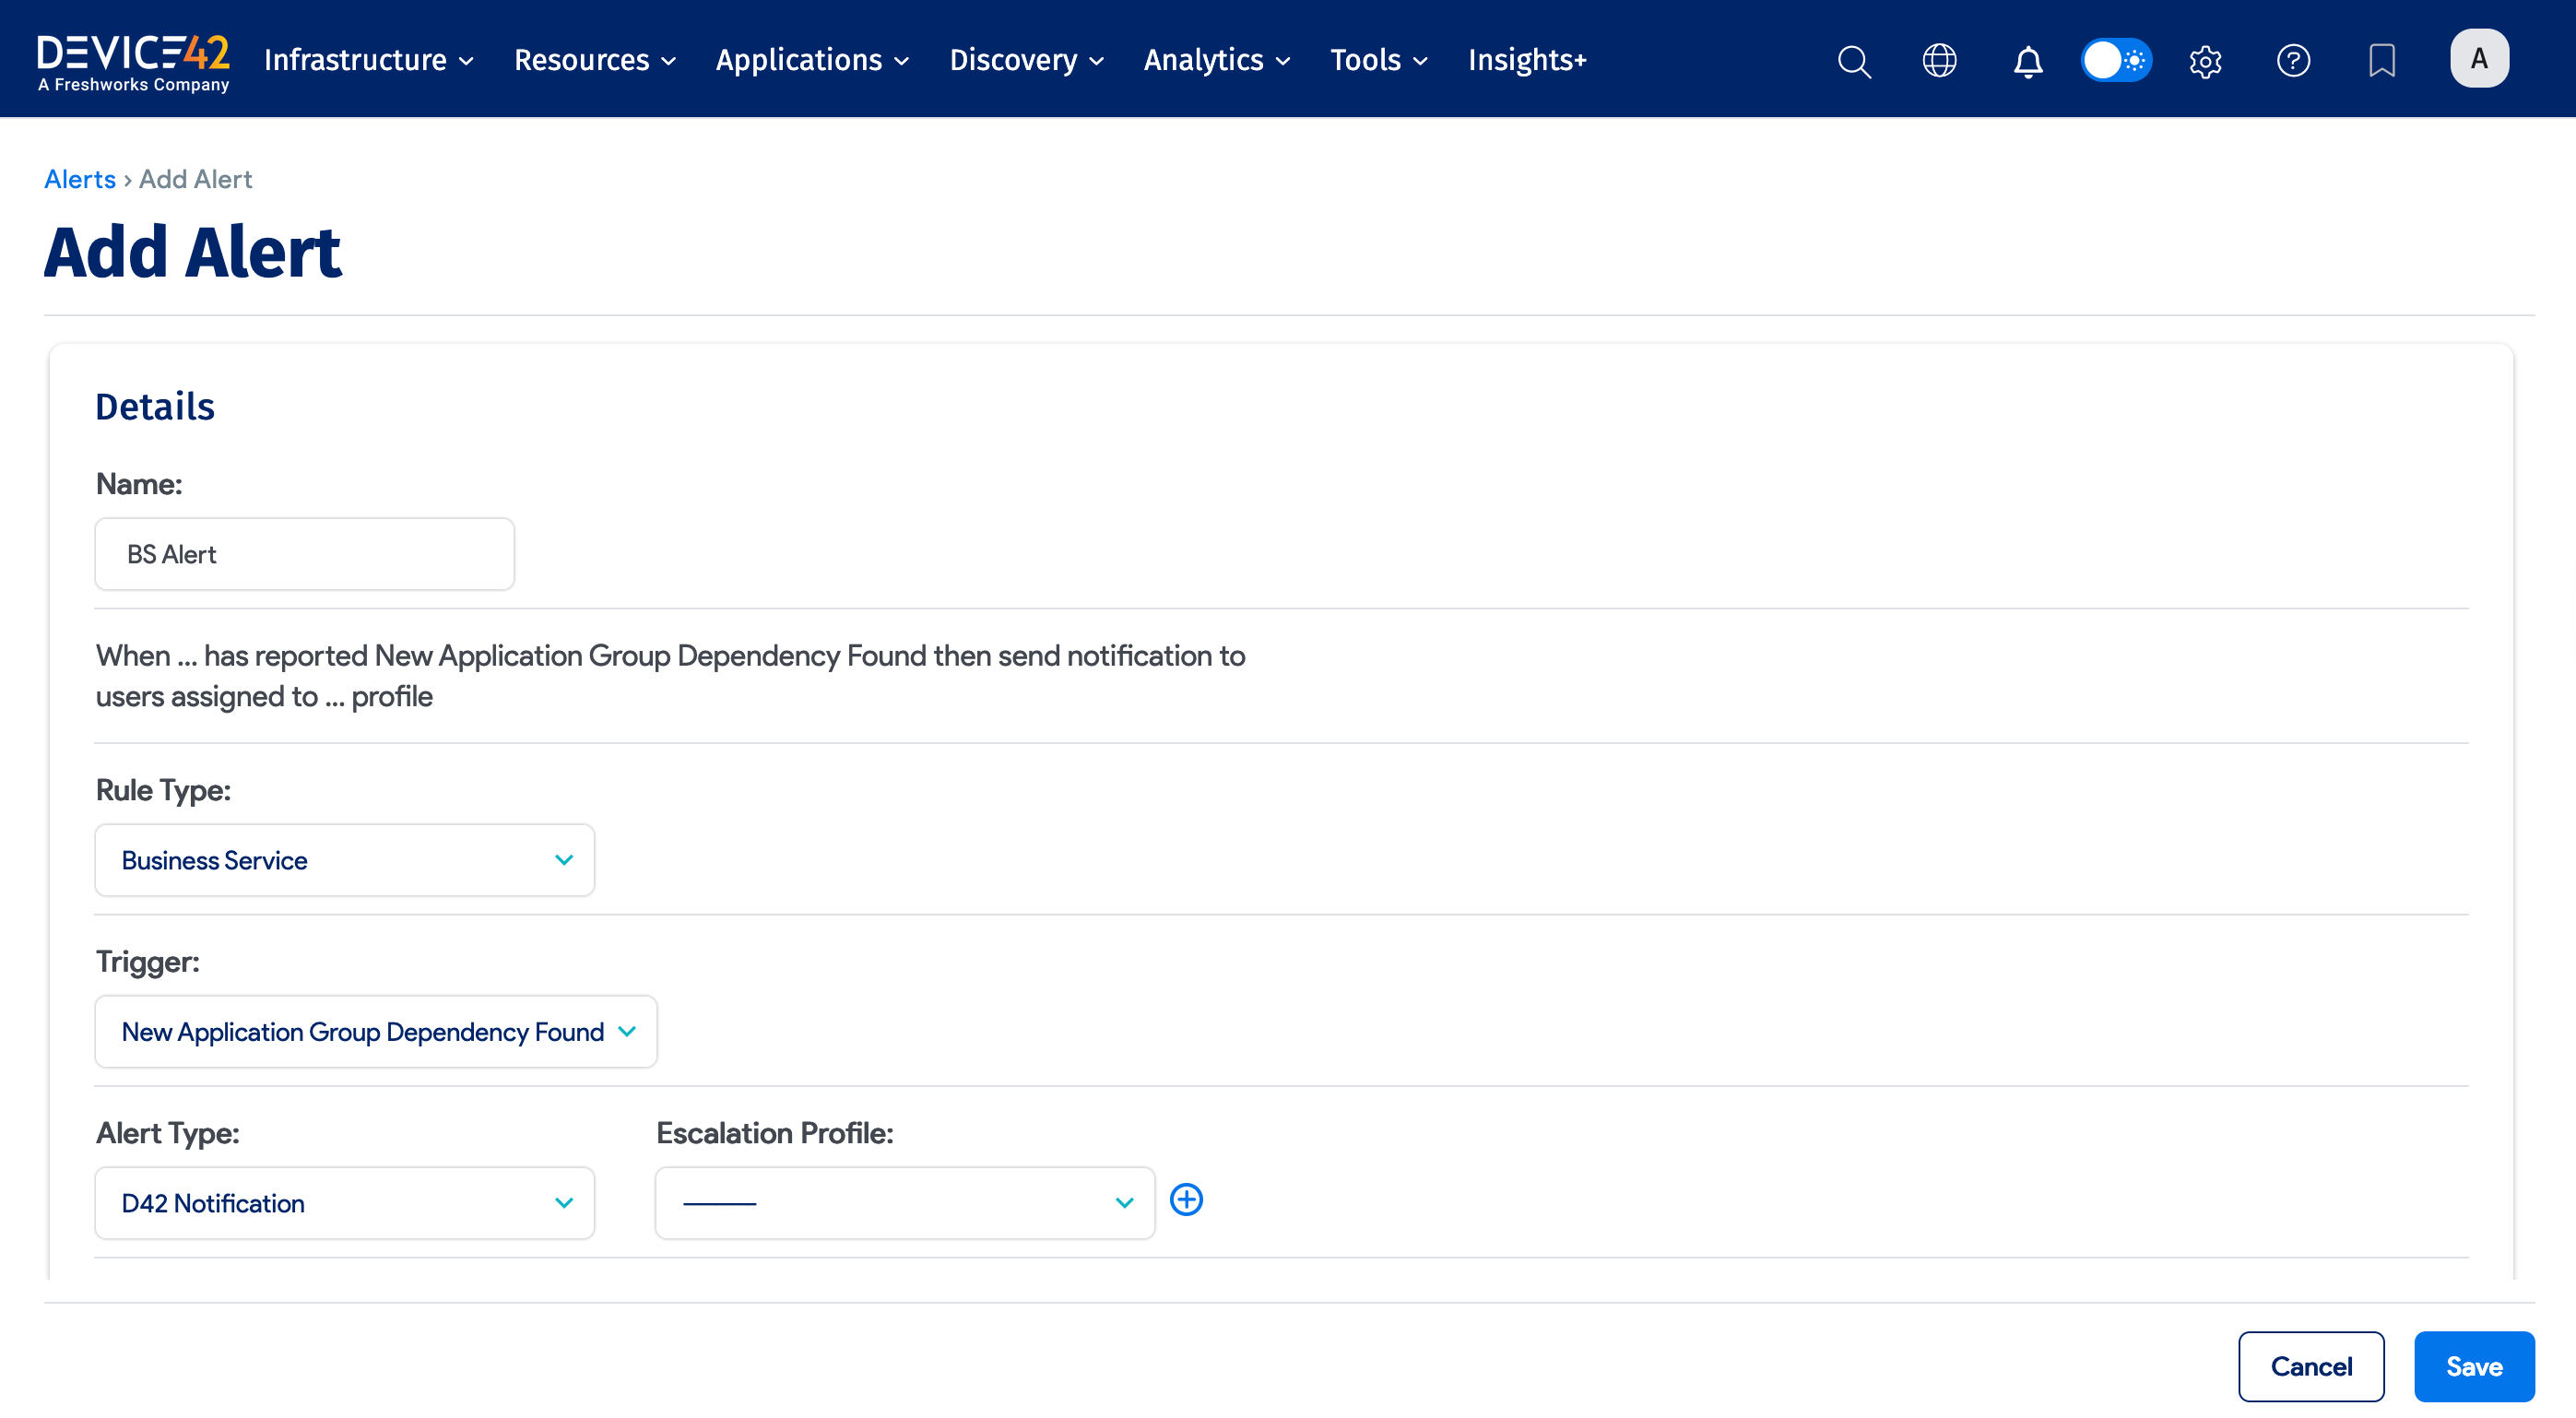 DEVICE42
A Freshworks Company
Infrastructure Resources Applications Discovery Analytics Tools Insights+
A
Alerts › Add Alert
Add Alert
Details
Name:
BS Alert
When ... has reported New Application Group Dependency Found then send notification to
users assigned to ... profile
Rule Type:
Business Service
Trigger:
New Application Group Dependency Found
Alert Type: Escalation Profile:
D42 Notification ———
Cancel Save